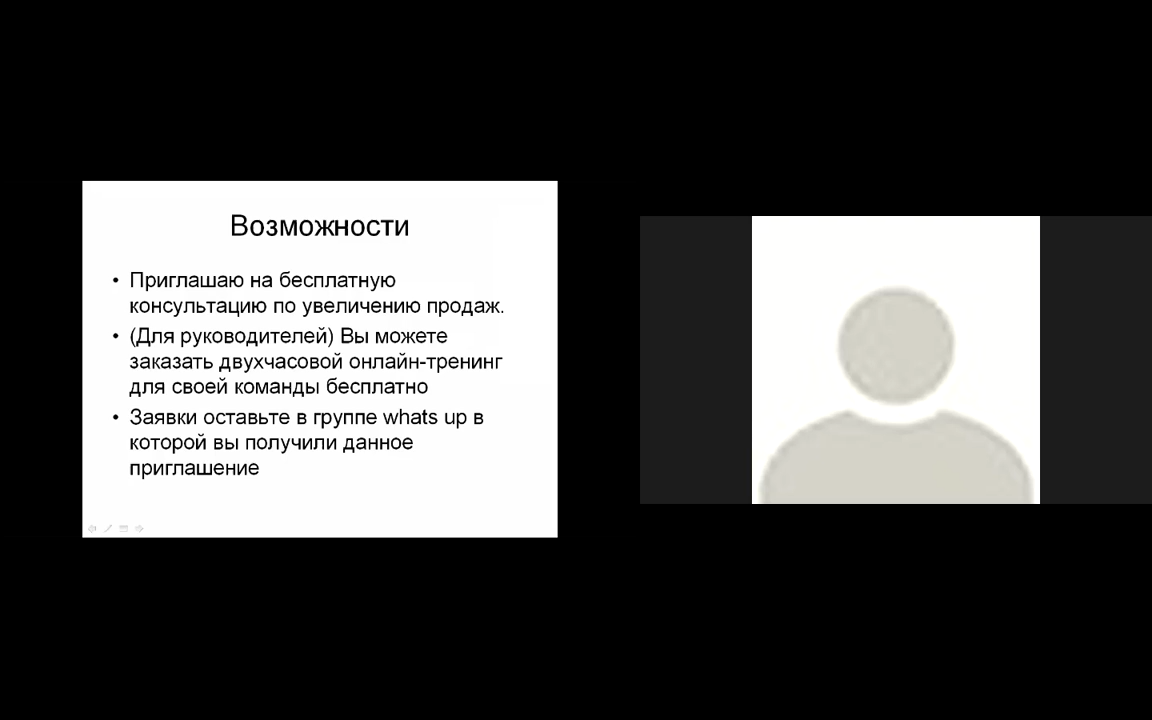 Возможности
• Приглашаю на бесплатную
консультацию по увеличению продаж.
• (Для руководителей) Вы можете
заказать двухчасовой онлайн-тренинг
для своей команды бесплатно
• Заявки оставьте в группе whats up в
которой вы получили данное
приглашение